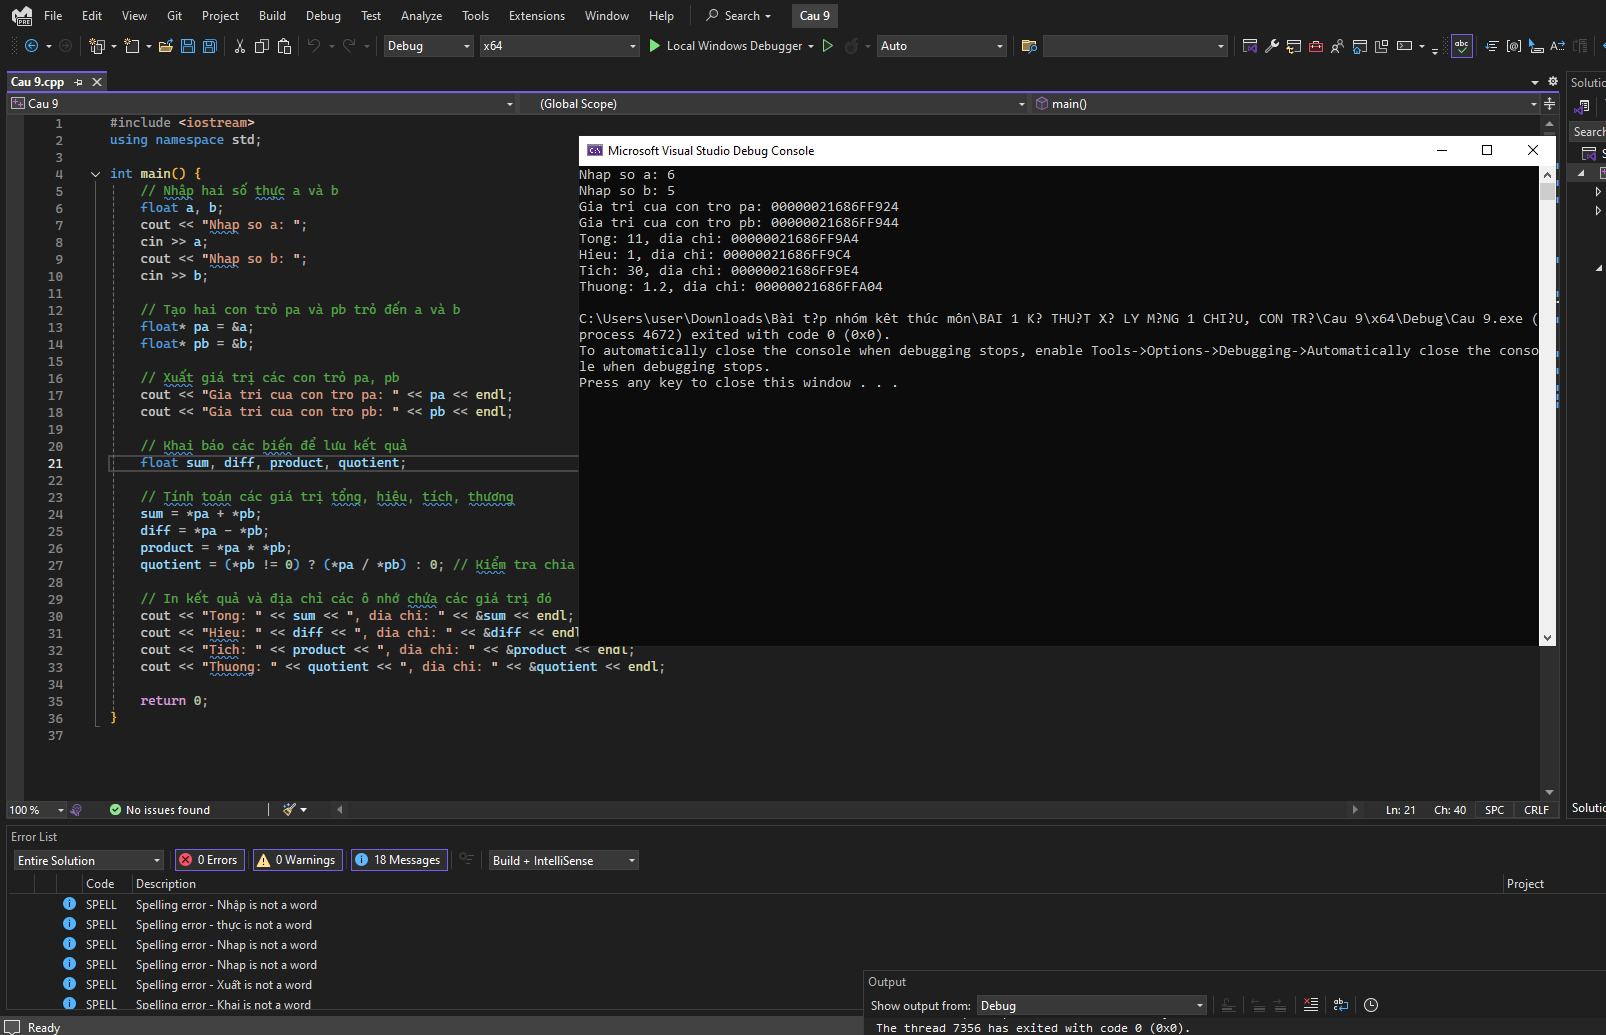 File Edit View Git Project Build Debug Test Analyze Tools Extensions Window Help Search Cau 9
Debug x64 Local Windows Debugger Auto
Cau 9.cpp
Cau 9 (Global Scope) main()
1 #include <iostream>
2 using namespace std;
3
4 int main() {
5 // Nhập hai số thực a và b
6 float a, b;
7 cout << "Nhap so a: ";
8 cin >> a;
9 cout << "Nhap so b: ";
10 cin >> b;
11
12 // Tạo hai con trỏ pa và pb trỏ đến a và b
13 float* pa = &a;
14 float* pb = &b;
15
16 // Xuất giá trị các con trỏ pa, pb
17 cout << "Gia tri cua con tro pa: " << pa << endl;
18 cout << "Gia tri cua con tro pb: " << pb << endl;
19
20 // Khai báo các biến để lưu kết quả
21 float sum, diff, product, quotient;
22
23 // Tính toán các giá trị tổng, hiệu, tích, thương
24 sum = *pa + *pb;
25 diff = *pa - *pb;
26 product = *pa * *pb;
27 quotient = (*pb != 0) ? (*pa / *pb) : 0; // Kiểm tra chia
28
29 // In kết quả và địa chỉ các ô nhớ chứa các giá trị đó
30 cout << "Tong: " << sum << ", dia chi: " << &sum << endl;
31 cout << "Hieu: " << diff << ", dia chi: " << &diff << endl
32 cout << "Tich: " << product << ", dia chi: " << &product << endl;
33 cout << "Thuong: " << quotient << ", dia chi: " << &quotient << endl;
34
35 return 0;
36 }
37
Microsoft Visual Studio Debug Console
Nhap so a: 6
Nhap so b: 5
Gia tri cua con tro pa: 00000021686FF924
Gia tri cua con tro pb: 00000021686FF944
Tong: 11, dia chi: 00000021686FF9A4
Hieu: 1, dia chi: 00000021686FF9C4
Tich: 30, dia chi: 00000021686FF9E4
Thuong: 1.2, dia chi: 00000021686FFA04
C:\Users\user\Downloads\Bài t?p nhóm kêt thúc môn\BAI 1 K? THU?T X? LY M?NG 1 CHI?U, CON TR?\Cau 9\x64\Debug\Cau 9.exe (
process 4672) exited with code 0 (0x0).
To automatically close the console when debugging stops, enable Tools->Options->Debugging->Automatically close the conso
le when debugging stops.
Press any key to close this window . . .
Solutio
Search
Solutio
100 % No issues found Ln: 21 Ch: 40 SPC CRLF
Error List
Entire Solution 0 Errors 0 Warnings 18 Messages Build + IntelliSense
Code Description Project
SPELL Spelling error - Nhập is not a word
SPELL Spelling error - thực is not a word
SPELL Spelling error - Nhap is not a word
SPELL Spelling error - Nhap is not a word
SPELL Spelling error - Xuất is not a word
SPELL Spelling error - Khai is not a word
Output
Show output from: Debug
The thread 7356 has exited with code 0 (0x0).
Ready